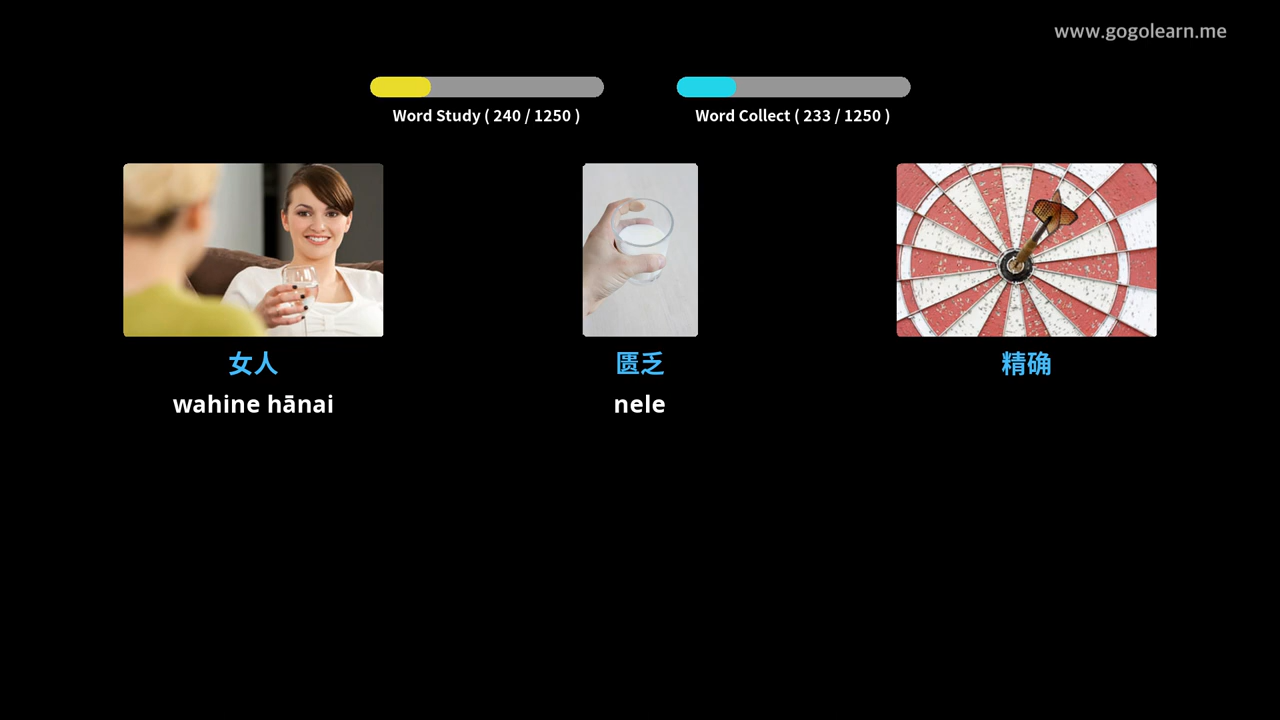 www.gogolearn.me
Word Study ( 240 / 1250 )
Word Collect ( 233 / 1250 )
女人
匮乏
精确
wahine hānai
nele